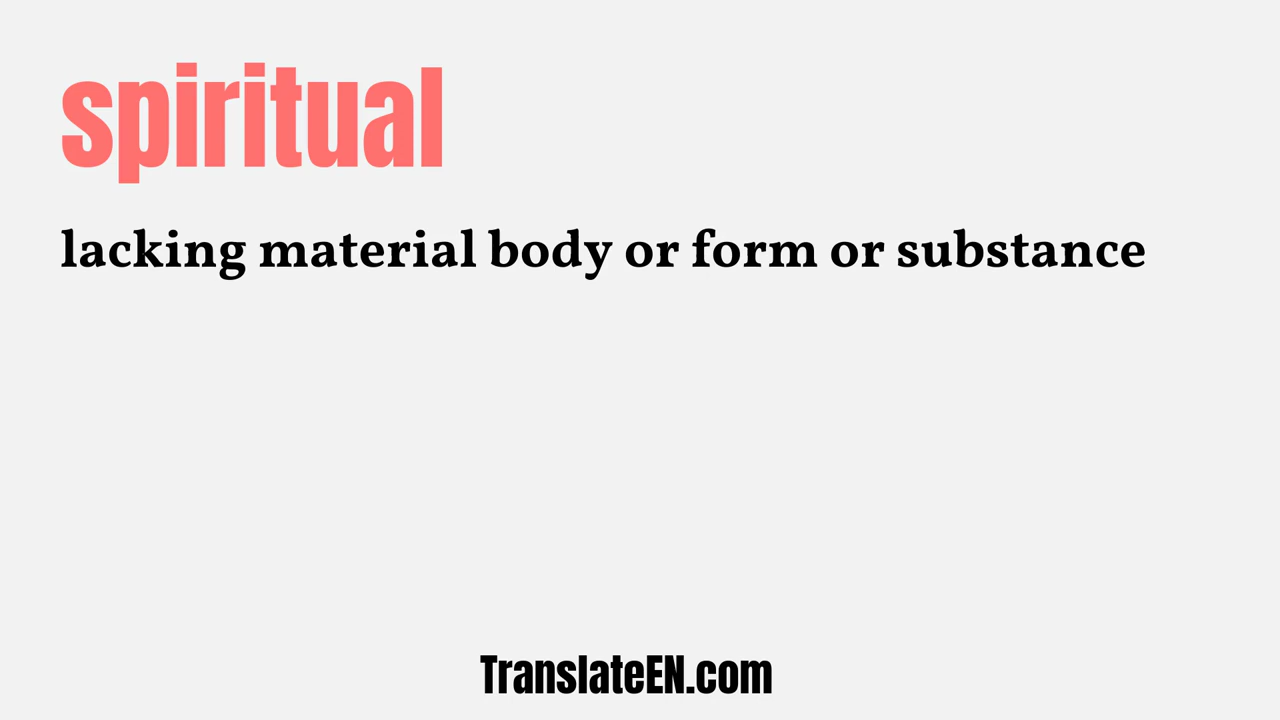 spiritual
lacking material body or form or substance
TranslateEN.com